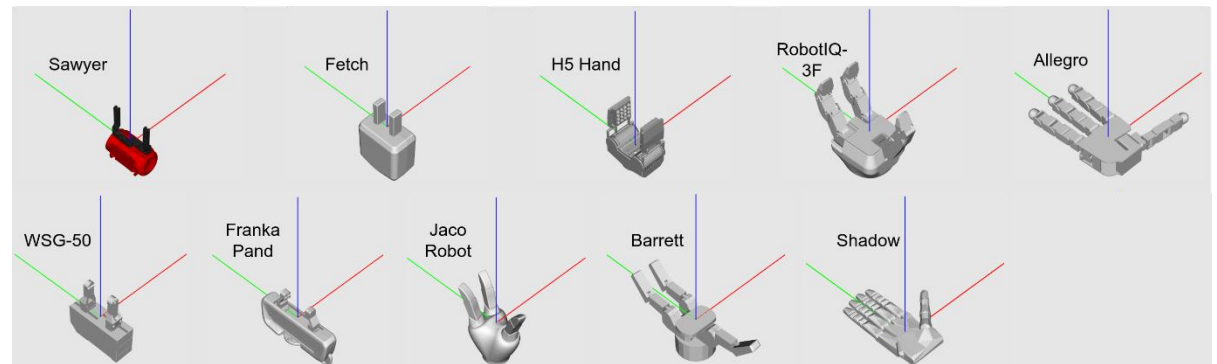 Sawyer
Fetch
H5 Hand
RobotIQ-
3F
Allegro
WSG-50
Franka
Pand
Jaco
Robot
Barrett
Shadow